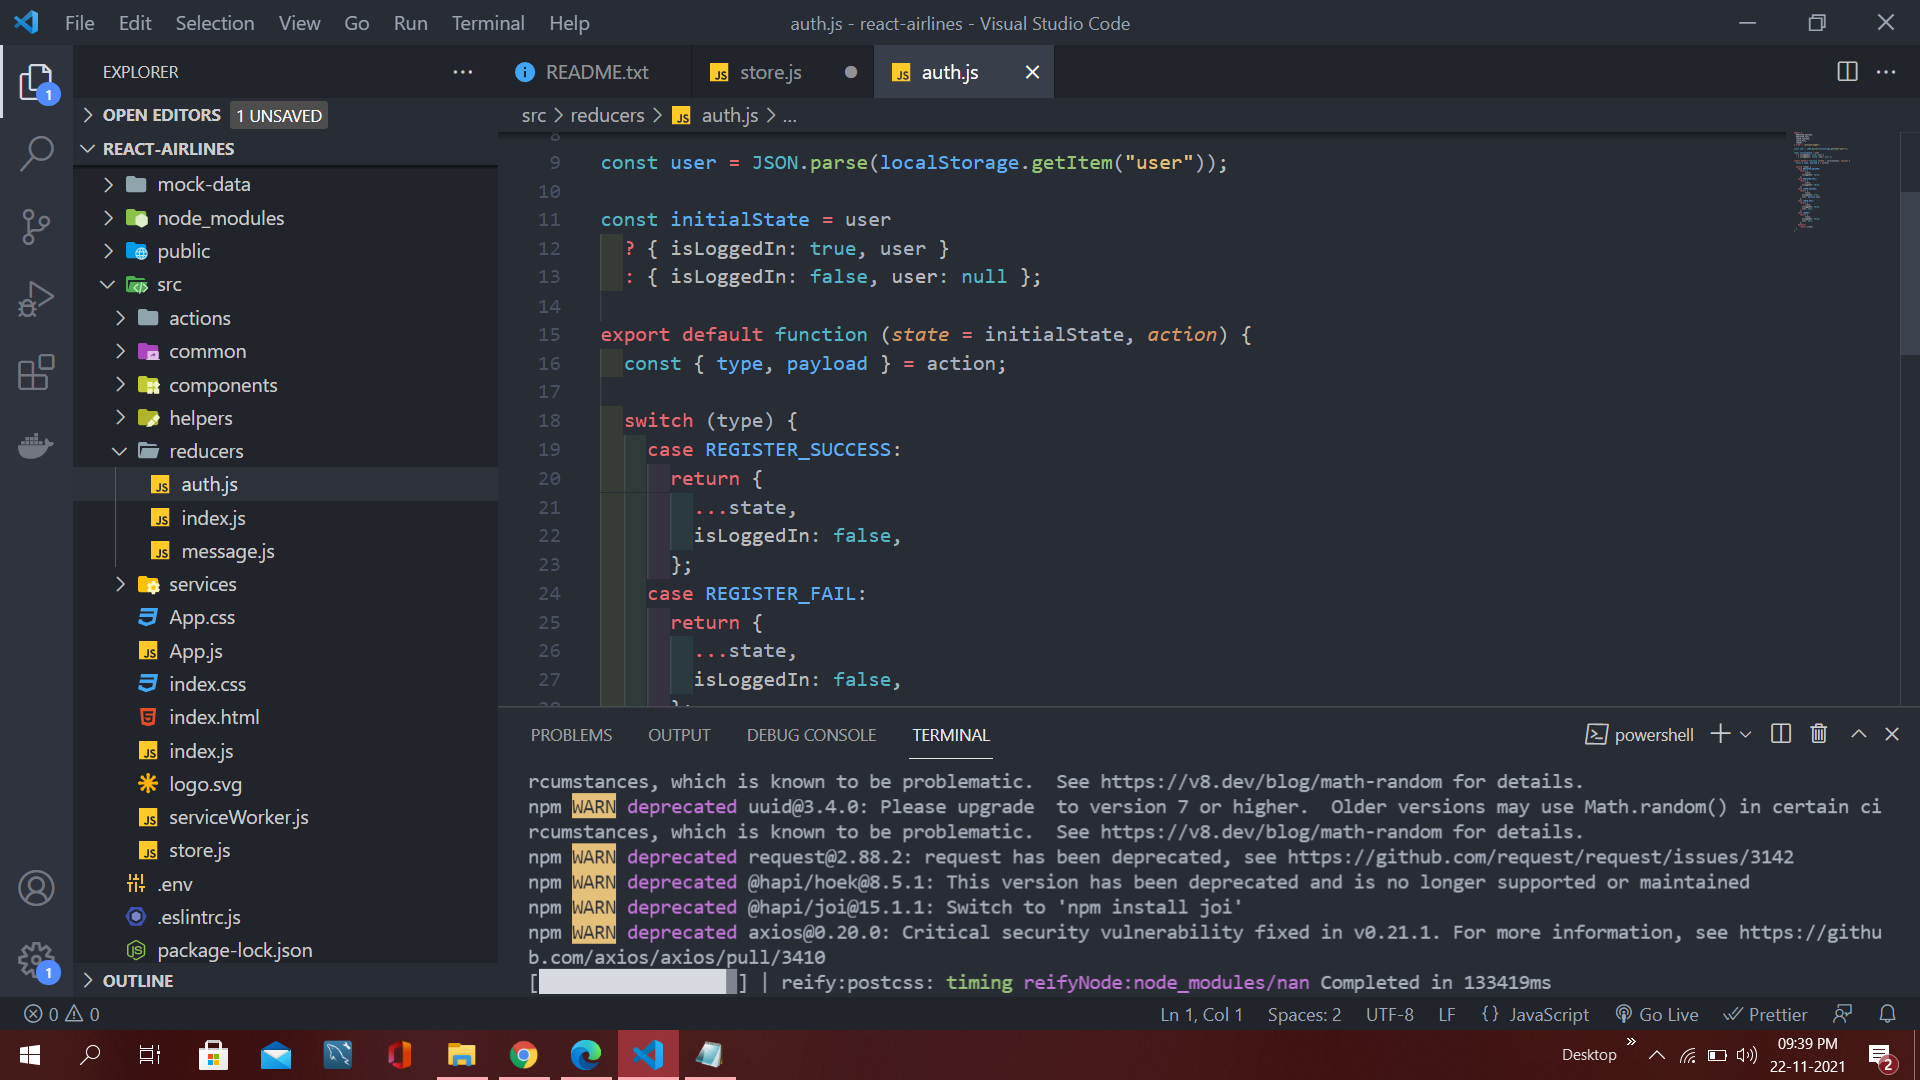 File Edit Selection View Go Run Terminal Help
auth.js - react-airlines - Visual Studio Code
EXPLORER
OPEN EDITORS 1 UNSAVED
REACT-AIRLINES
mock-data
node_modules
public
src
actions
common
components
helpers
reducers
auth.js
index.js
message.js
services
App.css
App.js
index.css
index.html
index.js
logo.svg
serviceWorker.js
store.js
.env
.eslintrc.js
package-lock.json
OUTLINE
1
1
README.txt store.js auth.js
src > reducers > auth.js > ...
8
9 const user = JSON.parse(localStorage.getItem("user"));
10
11 const initialState = user
12 ? { isLoggedIn: true, user }
13 : { isLoggedIn: false, user: null };
14
15 export default function (state = initialState, action) {
16 const { type, payload } = action;
17
18 switch (type) {
19 case REGISTER_SUCCESS:
20 return {
21 ...state,
22 isLoggedIn: false,
23 };
24 case REGISTER_FAIL:
25 return {
26 ...state,
27 isLoggedIn: false,
28 };
PROBLEMS OUTPUT DEBUG CONSOLE TERMINAL
powershell
rcumstances, which is known to be problematic.  See https://v8.dev/blog/math-random for details.
npm WARN deprecated uuid@3.4.0: Please upgrade  to version 7 or higher.  Older versions may use Math.random() in certain ci
rcumstances, which is known to be problematic.  See https://v8.dev/blog/math-random for details.
npm WARN deprecated request@2.88.2: request has been deprecated, see https://github.com/request/request/issues/3142
npm WARN deprecated @hapi/hoek@8.5.1: This version has been deprecated and is no longer supported or maintained
npm WARN deprecated @hapi/joi@15.1.1: Switch to 'npm install joi'
npm WARN deprecated axios@0.20.0: Critical security vulnerability fixed in v0.21.1. For more information, see https://githu
b.com/axios/axios/pull/3410
[ ] | reify:postcss: timing reifyNode:node_modules/nan Completed in 133419ms
0 0
Ln 1, Col 1 Spaces: 2 UTF-8 LF {} JavaScript Go Live Prettier
Desktop
09:39 PM
22-11-2021
2